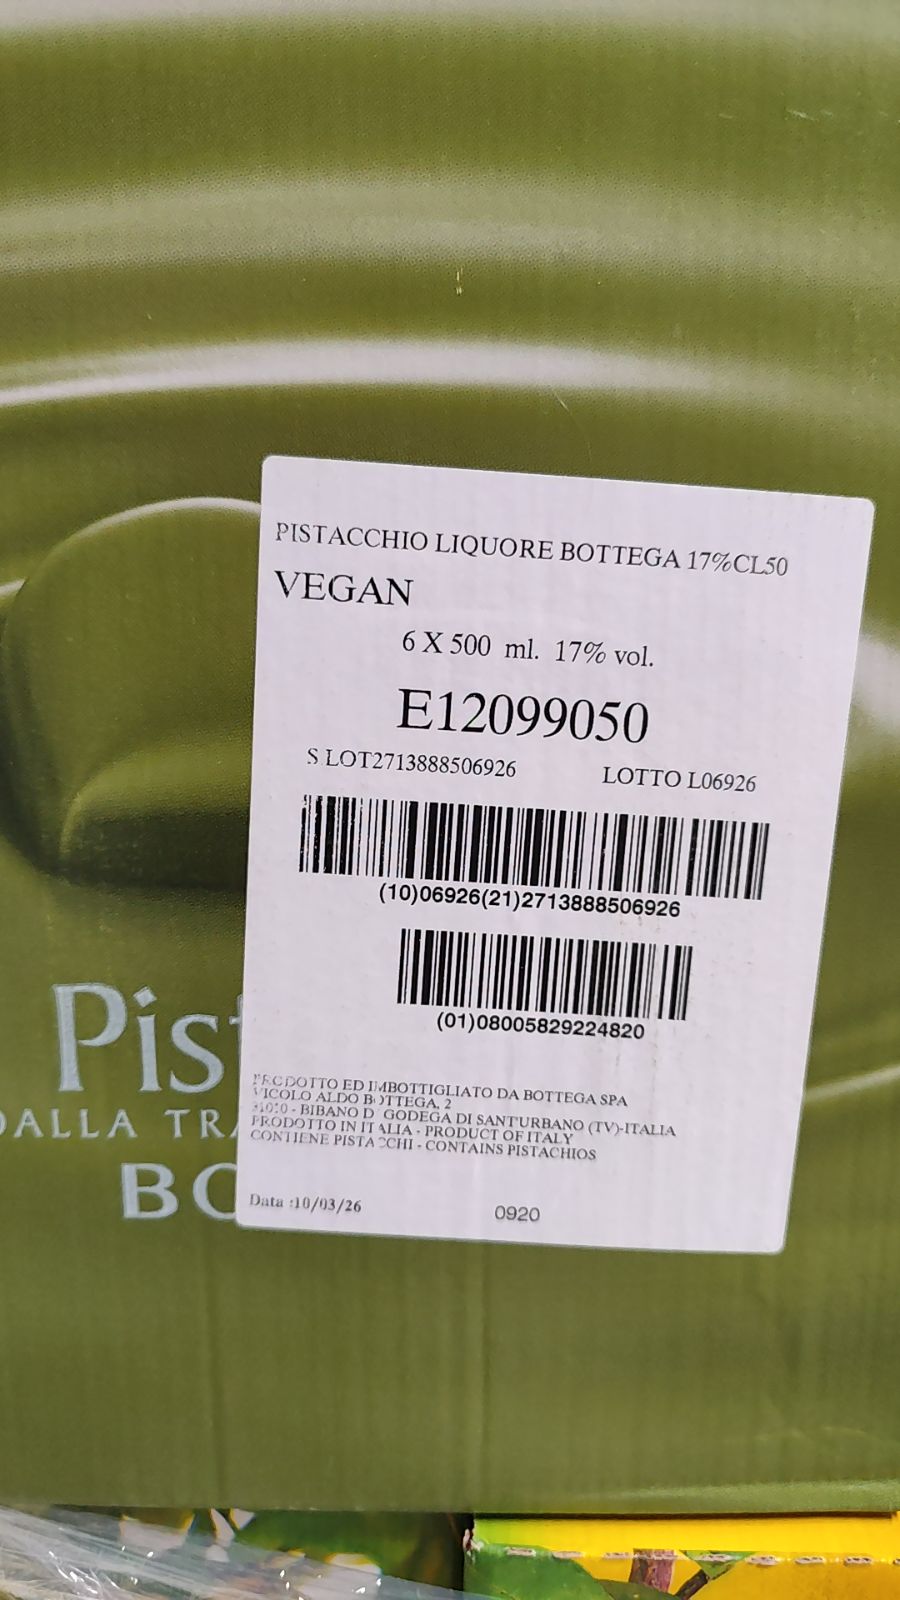 PISTACCHIO LIQUORE BOTTEGA 17%CL50
VEGAN
6 X 500 ml. 17% vol.
E12099050
S.LOT2713888506926 LOTTO L06926
(10)06926(21)2713888506926
(01)08005829224820
PRODOTTO ED IMBOTTIGLIATO DA BOTTEGA SPA
VICOLO ALDO BOTTEGA, 2
- BIBANO DI GODEGA DI SANT'URBANO (TV)-ITALIA
PRODOTTO IN ITALIA - PRODUCT OF ITALY
CONTIENE PISTACCHI - CONTAINS PISTACHIOS
Data :10/03/26 0920
Pist
DALLA TRA
BO